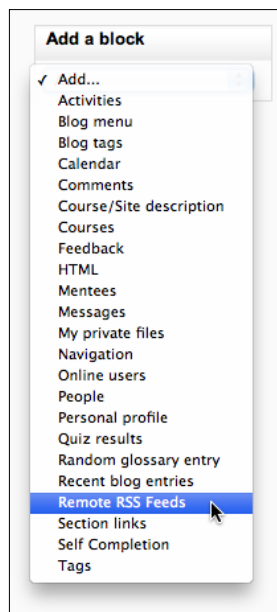 Add a block
✓ Add...
Activities
Blog menu
Blog tags
Calendar
Comments
Course/Site description
Courses
Feedback
HTML
Mentees
Messages
My private files
Navigation
Online users
People
Personal profile
Quiz results
Random glossary entry
Recent blog entries
Remote RSS Feeds
Section links
Self Completion
Tags